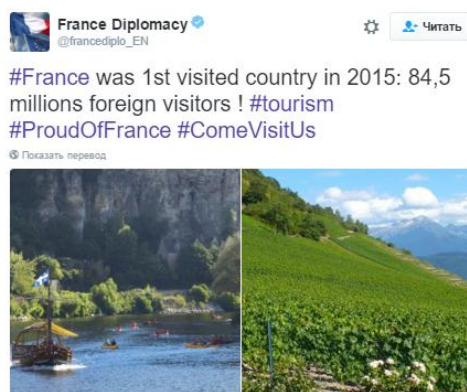 France Diplomacy
@francediplo_EN
Читать
#France was 1st visited country in 2015: 84,5
millions foreign visitors ! #tourism
#ProudOfFrance #ComeVisitUs
Показать перевод